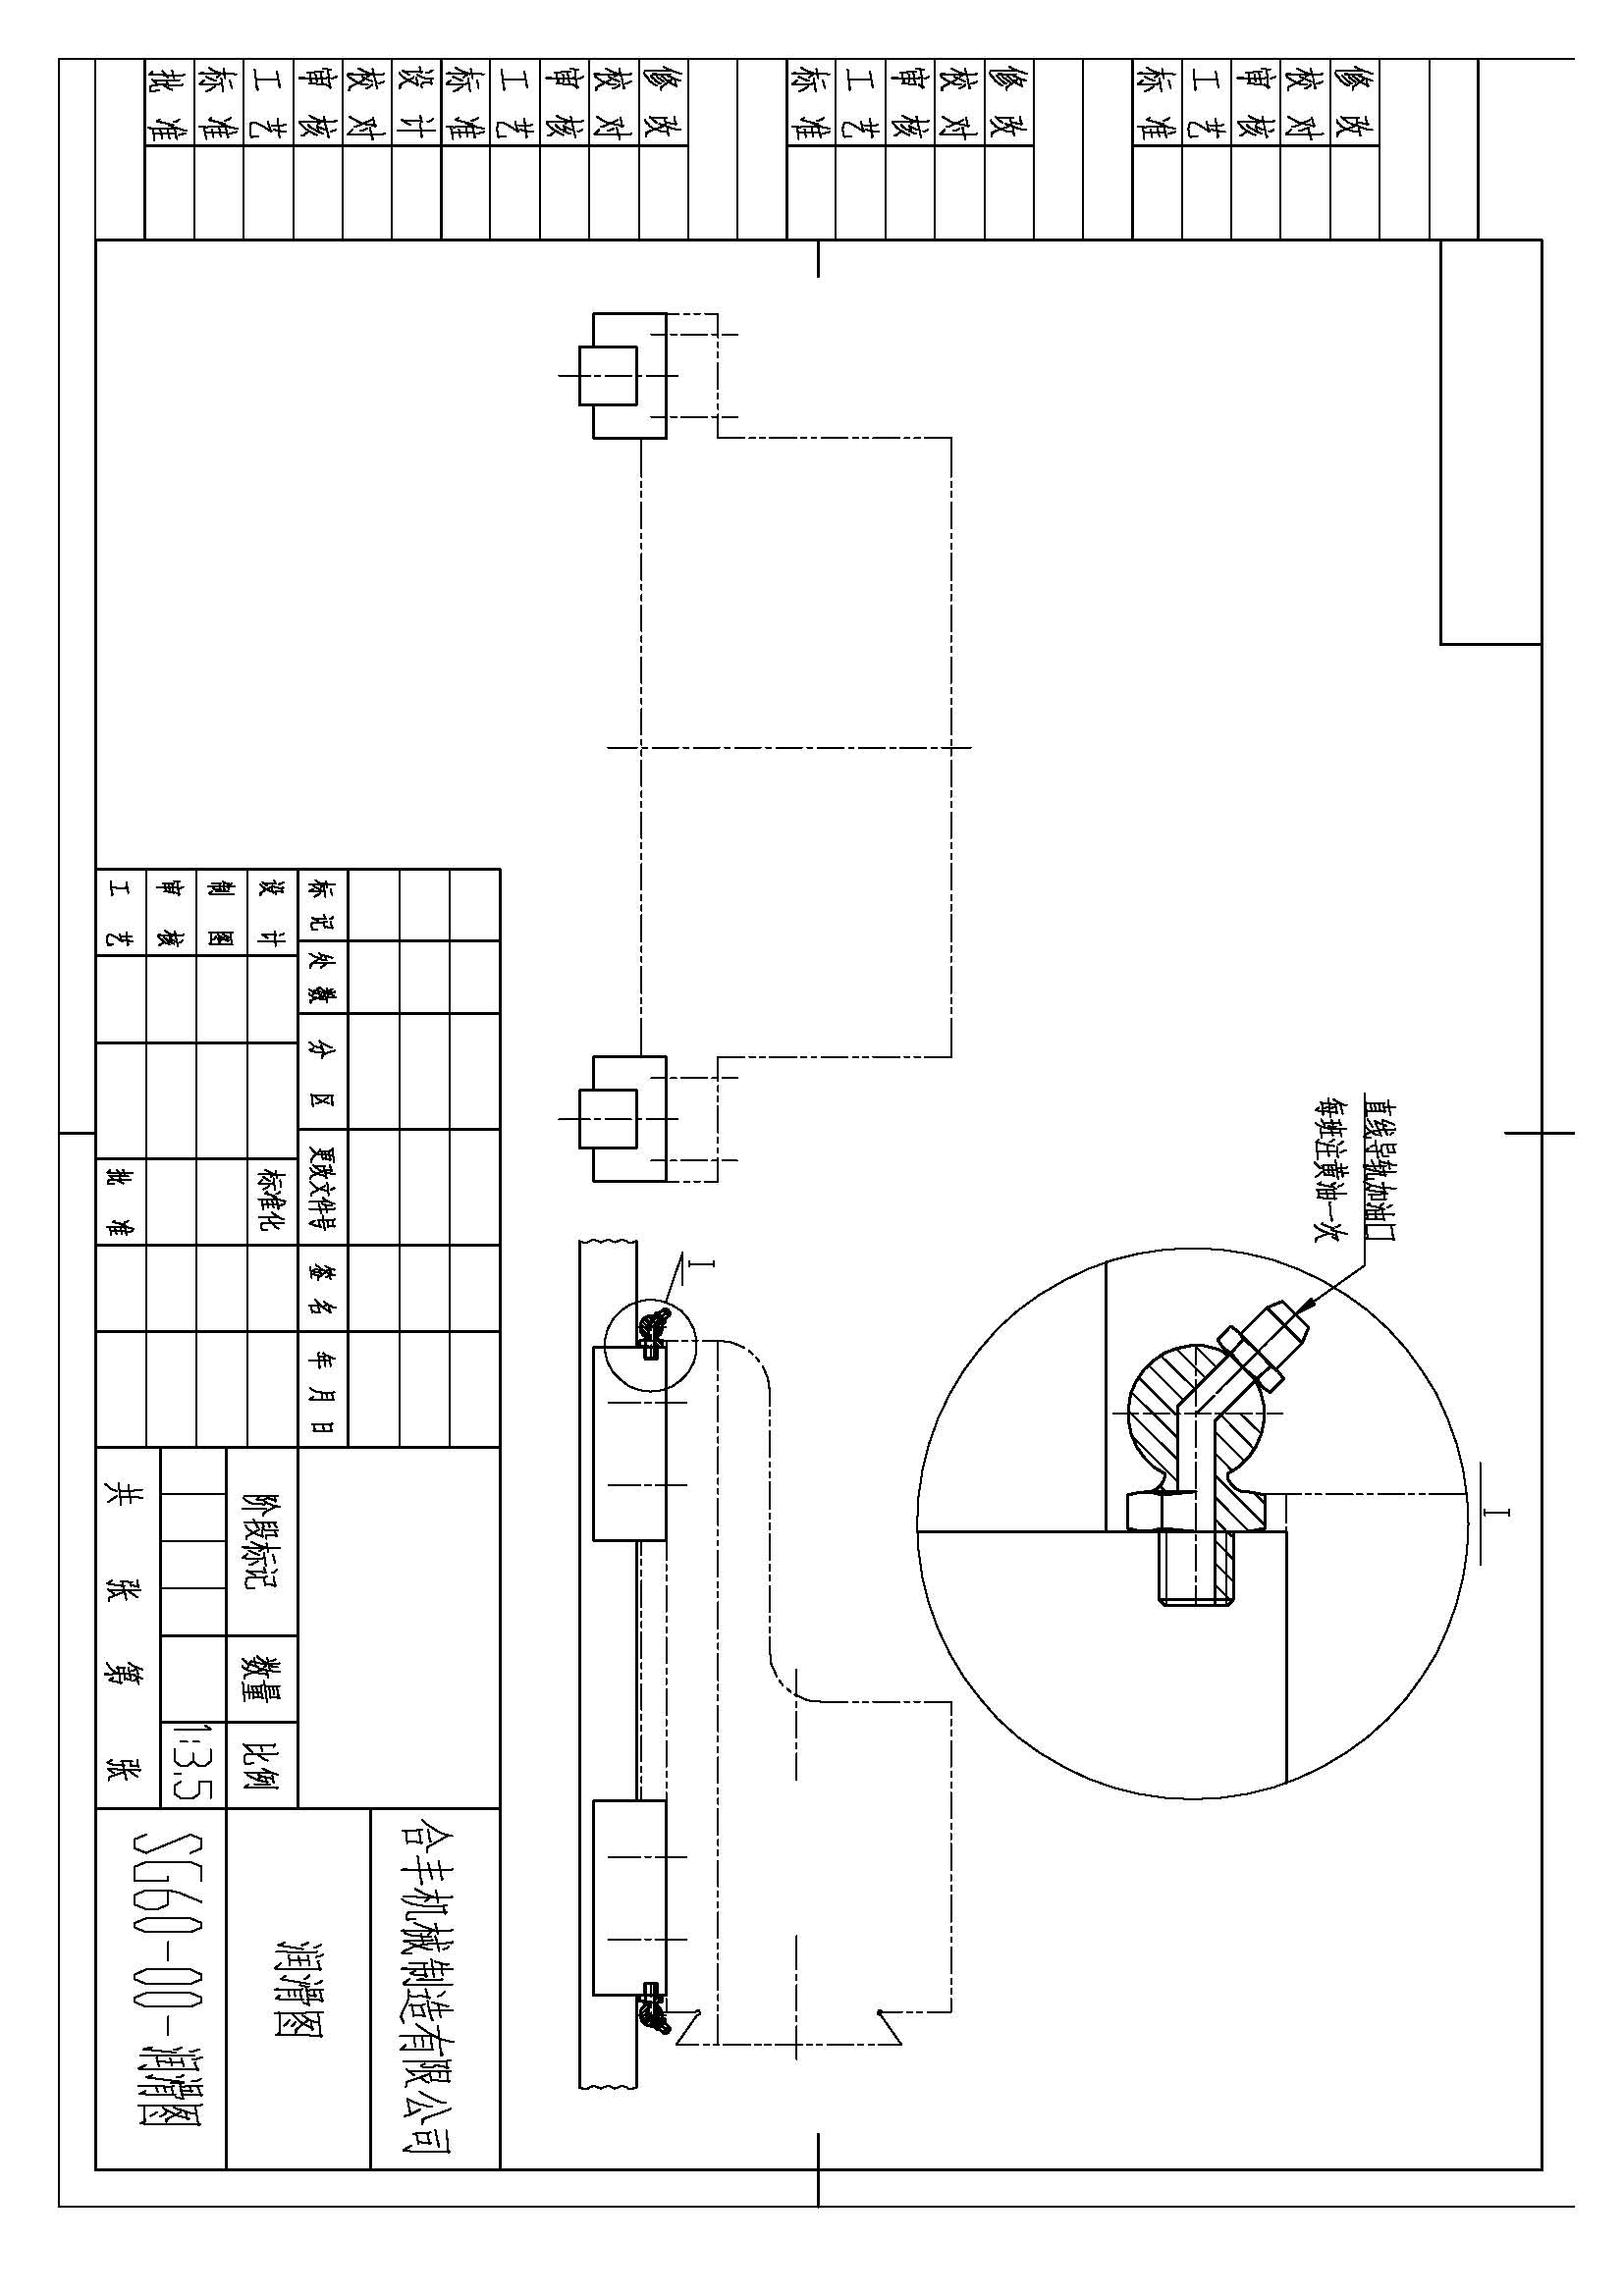 批准
标准
工艺
审核
校对
设计
标准
工艺
审核
校对
修改
标准
工艺
审核
校对
修改
标准
工艺
审核
校对
修改
直线导轨加油口
每班注黄油一次
I
I
标记
处数
分区
更改文件号
签名
年月日
设计
标准化
制图
审核
工艺
批准
阶段标记
数量
比例
1:3.5
共 张 第 张
合丰机械制造有限公司
润滑图
SG60-00-润滑图